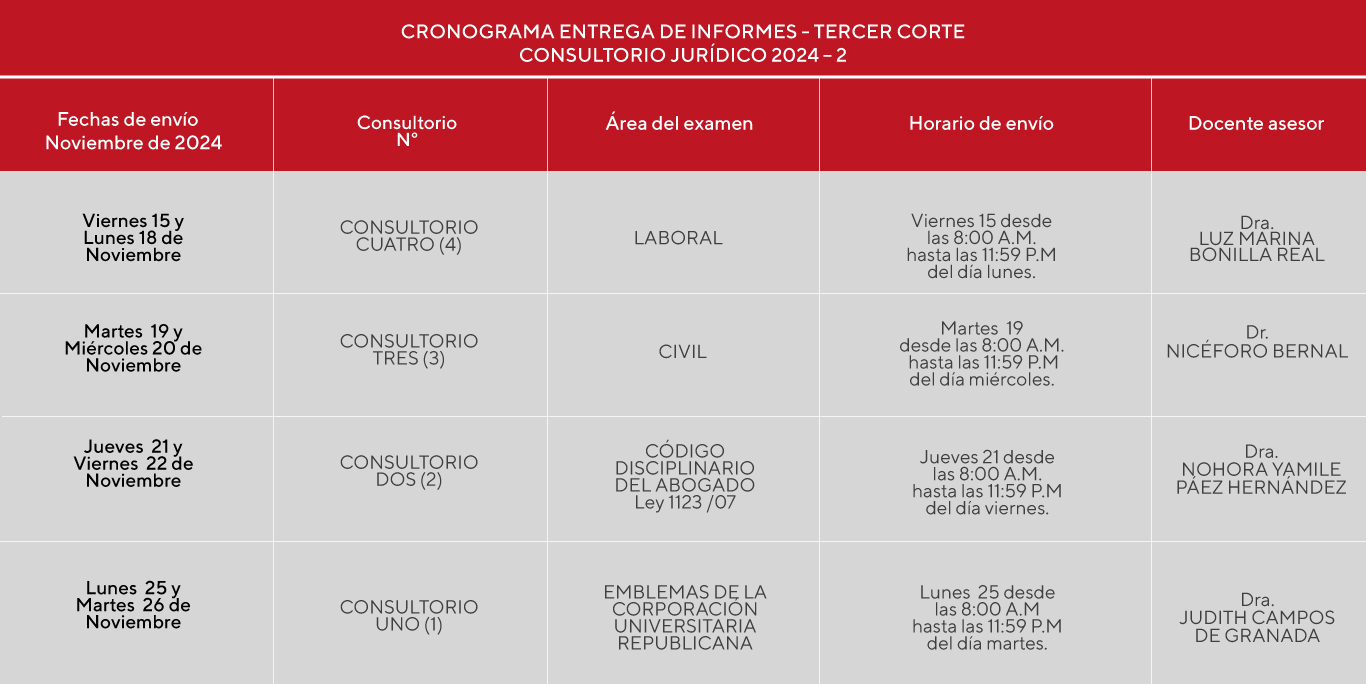 CRONOGRAMA ENTREGA DE INFORMES - TERCER CORTE
CONSULTORIO JURÍDICO 2024 – 2
Fechas de envío
Noviembre de 2024
Consultorio
N°
Área del examen
Horario de envío
Docente asesor
Viernes 15 y
Lunes 18 de
Noviembre
CONSULTORIO
CUATRO (4)
LABORAL
Viernes 15 desde
las 8:00 A.M.
hasta las 11:59 P.M
del día lunes.
Dra.
LUZ MARINA
BONILLA REAL
Martes 19 y
Miércoles 20 de
Noviembre
CONSULTORIO
TRES (3)
CIVIL
Martes 19
desde las 8:00 A.M.
hasta las 11:59 P.M
del día miércoles.
Dr.
NICÉFORO BERNAL
Jueves 21 y
Viernes 22 de
Noviembre
CONSULTORIO
DOS (2)
CÓDIGO
DISCIPLINARIO
DEL ABOGADO
Ley 1123 /07
Jueves 21 desde
las 8:00 A.M.
hasta las 11:59 P.M
del día viernes.
Dra.
NOHORA YAMILE
PÁEZ HERNÁNDEZ
Lunes 25 y
Martes 26 de
Noviembre
CONSULTORIO
UNO (1)
EMBLEMAS DE LA
CORPORACIÓN
UNIVERSITARIA
REPUBLICANA
Lunes 25 desde
las 8:00 A.M
hasta las 11:59 P.M
del día martes.
Dra.
JUDITH CAMPOS
DE GRANADA